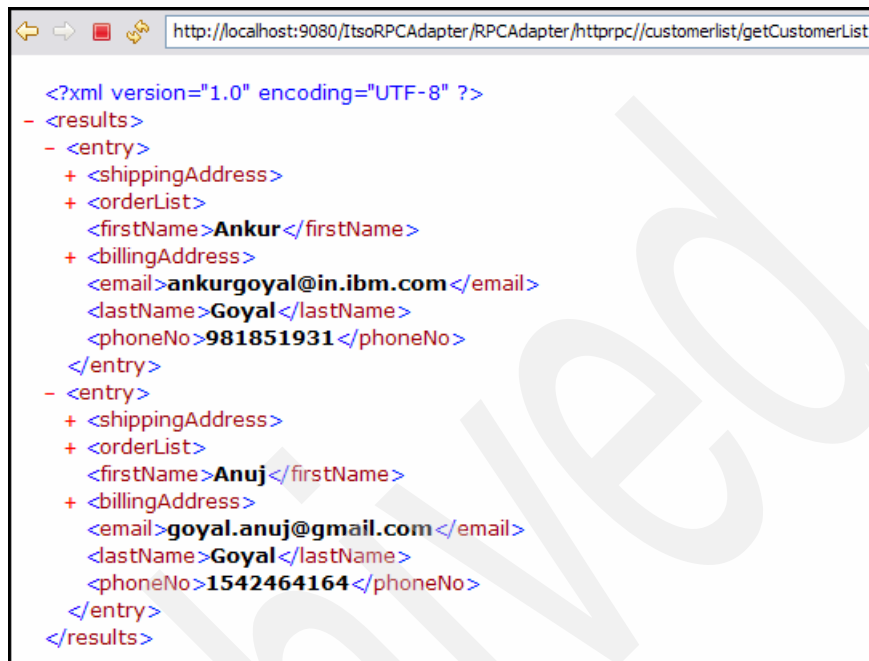 http://localhost:9080/ItsoRPCAdapter/RPCAdapter/httprpc//customerlist/getCustomerList
<?xml version="1.0" encoding="UTF-8" ?>
- <results>
- <entry>
+ <shippingAddress>
+ <orderList>
<firstName>Ankur</firstName>
+ <billingAddress>
<email>ankurgoyal@in.ibm.com</email>
<lastName>Goyal</lastName>
<phoneNo>981851931</phoneNo>
</entry>
- <entry>
+ <shippingAddress>
+ <orderList>
<firstName>Anuj</firstName>
+ <billingAddress>
<email>goyal.anuj@gmail.com</email>
<lastName>Goyal</lastName>
<phoneNo>1542464164</phoneNo>
</entry>
</results>
hived